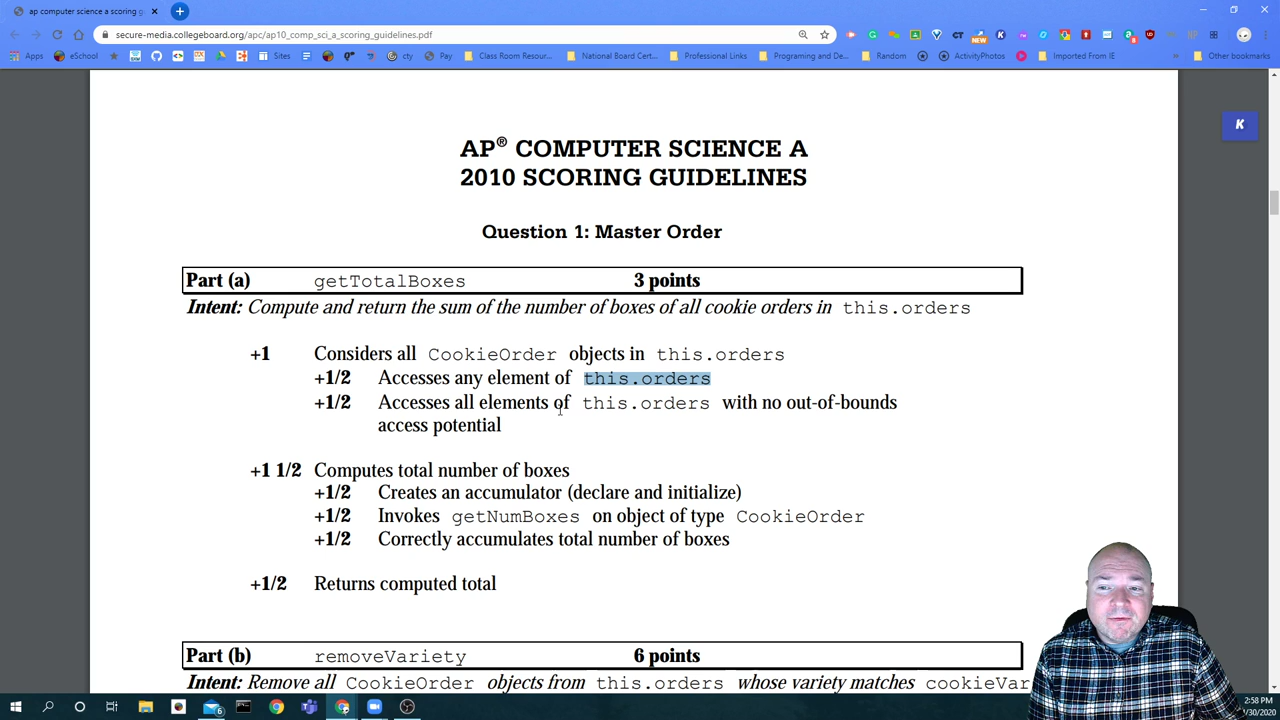 ap computer science a scoring g
secure-media.collegeboard.org/apc/ap10_comp_sci_a_scoring_guidelines.pdf
Apps eSchool Sites cty Pay Class Room Resour... National Board Cert... Professional Links Programing and De... Random ActivityPhotos Imported From IE Other bookmarks
NEW
K
AP® COMPUTER SCIENCE A
2010 SCORING GUIDELINES
Question 1: Master Order
Part (a) getTotalBoxes 3 points
Intent: Compute and return the sum of the number of boxes of all cookie orders in this.orders
+1 Considers all CookieOrder objects in this.orders
+1/2 Accesses any element of this.orders
+1/2 Accesses all elements of this.orders with no out-of-bounds
access potential
+1 1/2 Computes total number of boxes
+1/2 Creates an accumulator (declare and initialize)
+1/2 Invokes getNumBoxes on object of type CookieOrder
+1/2 Correctly accumulates total number of boxes
+1/2 Returns computed total
Part (b) removeVariety 6 points
Intent: Remove all CookieOrder objects from this.orders whose variety matches cookieVar
2:58 PM
/30/2020